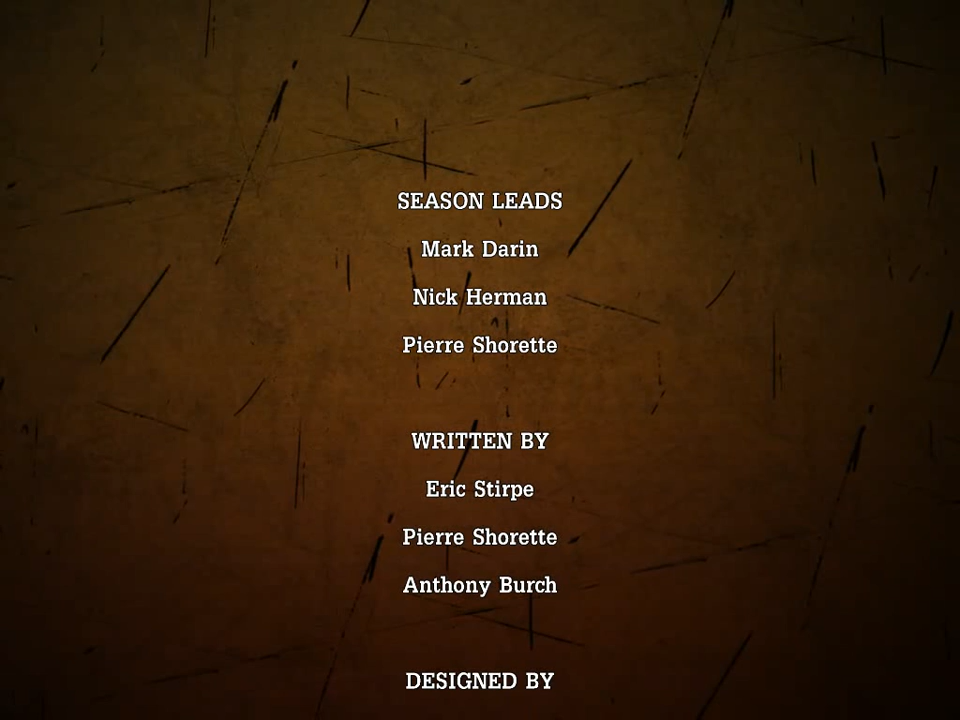 SEASON LEADS
Mark Darin
Nick Herman
Pierre Shorette
WRITTEN BY
Eric Stirpe
Pierre Shorette
Anthony Burch
DESIGNED BY